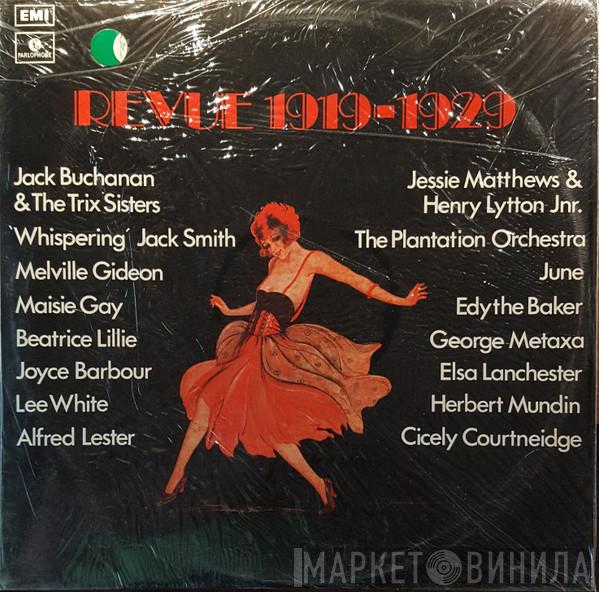 EMI
PARLOPHONE
REVUE 1919-1929
Jack Buchanan
& The Trix Sisters
'Whispering' Jack Smith
Melville Gideon
Maisie Gay
Beatrice Lillie
Joyce Barbour
Lee White
Alfred Lester
Jessie Matthews &
Henry Lytton Jnr.
The Plantation Orchestra
June
Edythe Baker
George Metaxa
Elsa Lanchester
Herbert Mundin
Cicely Courtneidge
МАРКЕТ ВИНИЛА